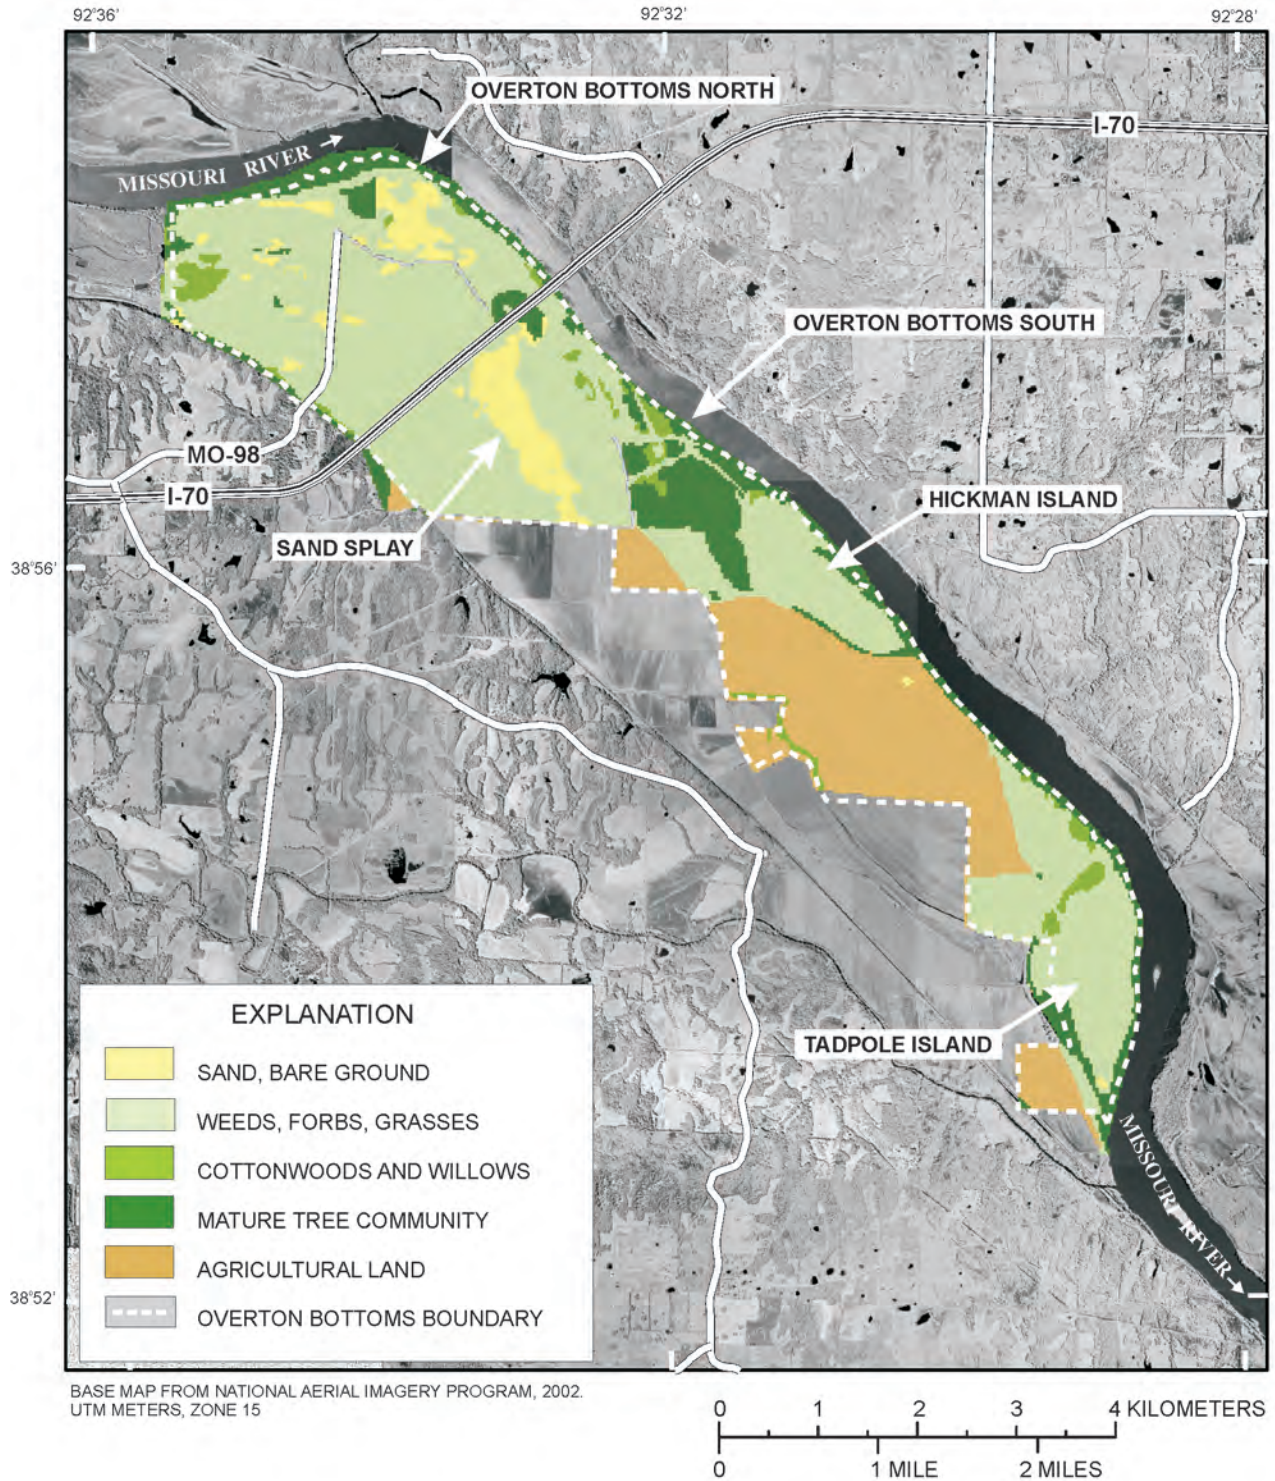 92°36'
92°32'
92°28'
OVERTON BOTTOMS NORTH
I-70
MISSOURI RIVER
OVERTON BOTTOMS SOUTH
MO-98
I-70
HICKMAN ISLAND
SAND SPLAY
38°56'
TADPOLE ISLAND
MISSOURI RIVER
38°52'
EXPLANATION
SAND, BARE GROUND
WEEDS, FORBS, GRASSES
COTTONWOODS AND WILLOWS
MATURE TREE COMMUNITY
AGRICULTURAL LAND
OVERTON BOTTOMS BOUNDARY
BASE MAP FROM NATIONAL AERIAL IMAGERY PROGRAM, 2002.
UTM METERS, ZONE 15
0 1 2 3 4 KILOMETERS
0 1 MILE 2 MILES